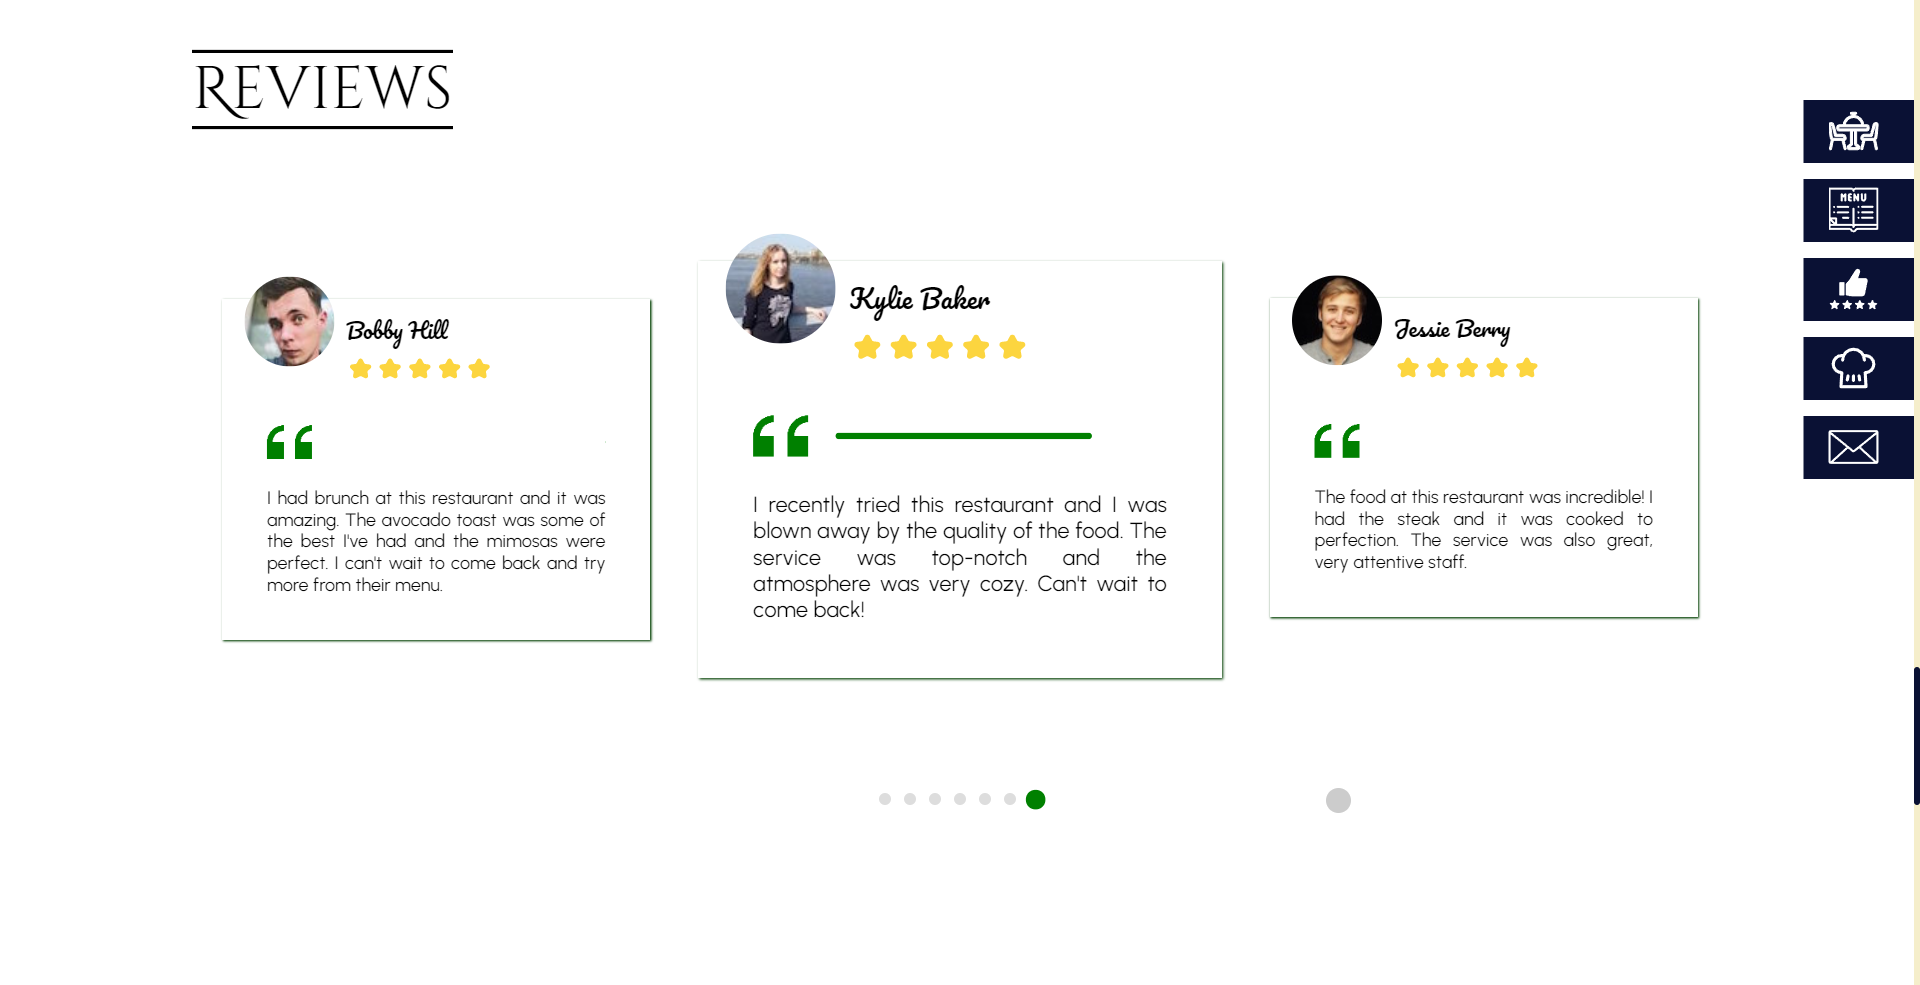 REVIEWS
MENU
Bobby Hill
I had brunch at this restaurant and it was
amazing. The avocado toast was some of
the best I've had and the mimosas were
perfect. I can't wait to come back and try
more from their menu.
Kylie Baker
I recently tried this restaurant and I was
blown away by the quality of the food. The
service was top-notch and the
atmosphere was very cozy. Can't wait to
come back!
Jessie Berry
The food at this restaurant was incredible! I
had the steak and it was cooked to
perfection. The service was also great,
very attentive staff.